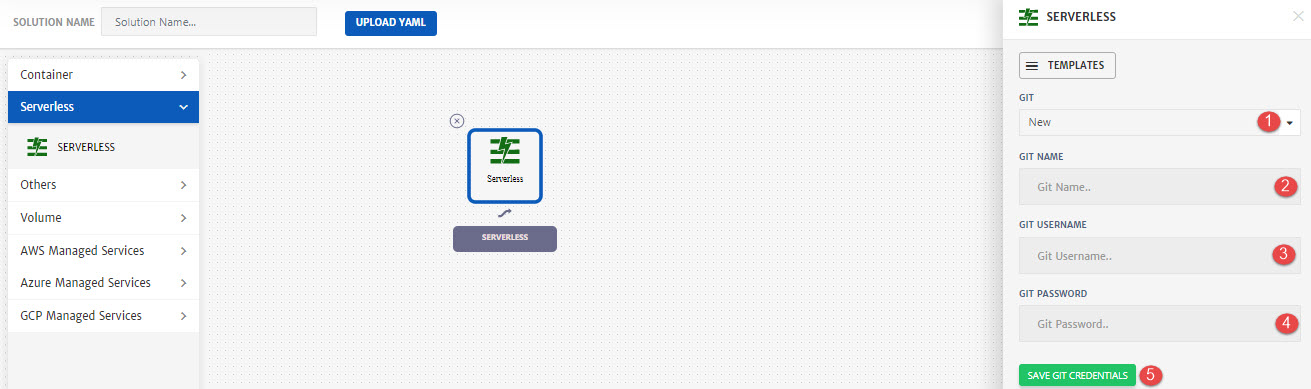 SOLUTION NAME
Solution Name...
UPLOAD YAML
Container
Serverless
SERVERLESS
Others
Volume
AWS Managed Services
Azure Managed Services
GCP Managed Services
Serverless
SERVERLESS
SERVERLESS
TEMPLATES
GIT
New
1
GIT NAME
Git Name..
2
GIT USERNAME
Git Username..
3
GIT PASSWORD
Git Password..
4
SAVE GIT CREDENTIALS
5